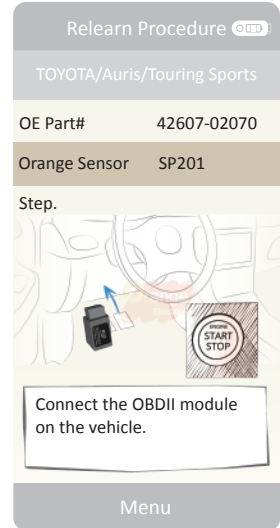 Relearn Procedure
TOYOTA/Auris/Touring Sports
OE Part# 42607-02070
Orange Sensor SP201
Step.
ENGINE
START
STOP
Connect the OBDII module
on the vehicle.
Menu